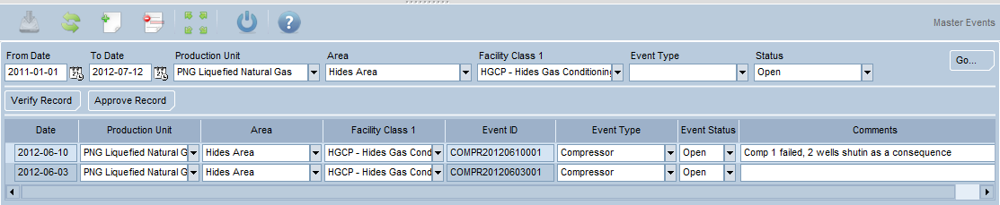 Master Events
From Date To Date Production Unit Area Facility Class 1 Event Type Status
2011-01-01 2012-07-12 PNG Liquefied Natural Gas Hides Area HGCP - Hides Gas Conditioning Open Go...
Verify Record Approve Record
Date Production Unit Area Facility Class 1 Event ID Event Type Event Status Comments
2012-06-10 PNG Liquefied Natural G Hides Area HGCP - Hides Gas Cond COMPR20120610001 Compressor Open Comp 1 failed, 2 wells shutin as a consequence
2012-06-03 PNG Liquefied Natural G Hides Area HGCP - Hides Gas Cond COMPR20120603001 Compressor Open